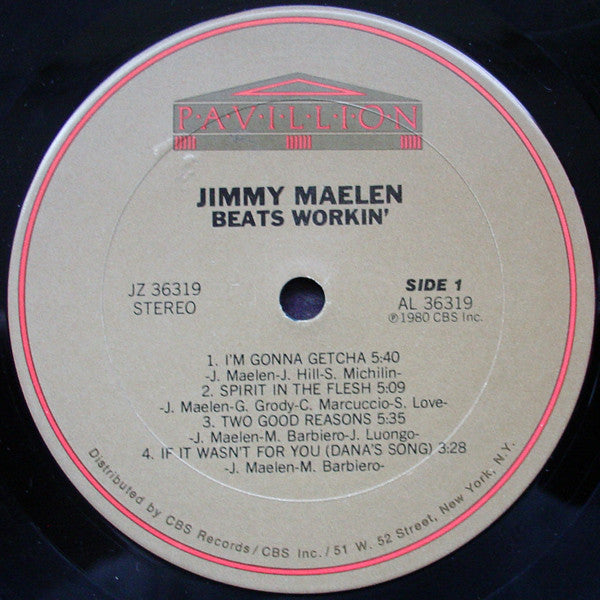 P·A·V·I·L·L·I·O·N
JIMMY MAELEN
BEATS WORKIN'
JZ 36319
STEREO
SIDE 1
AL 36319
℗1980 CBS Inc.
1. I'M GONNA GETCHA 5:40
-J. Maelen-J. Hill-S. Michilin-
2. SPIRIT IN THE FLESH 5:09
-J. Maelen-G. Grody-C. Marcuccio-S. Love-
3. TWO GOOD REASONS 5:35
-J. Maelen-M. Barbiero-J. Luongo-
4. IF IT WASN'T FOR YOU (DANA'S SONG) 3:28
-J. Maelen-M. Barbiero-
Distributed by CBS Records/CBS Inc./51 W. 52 Street, New York, N.Y.